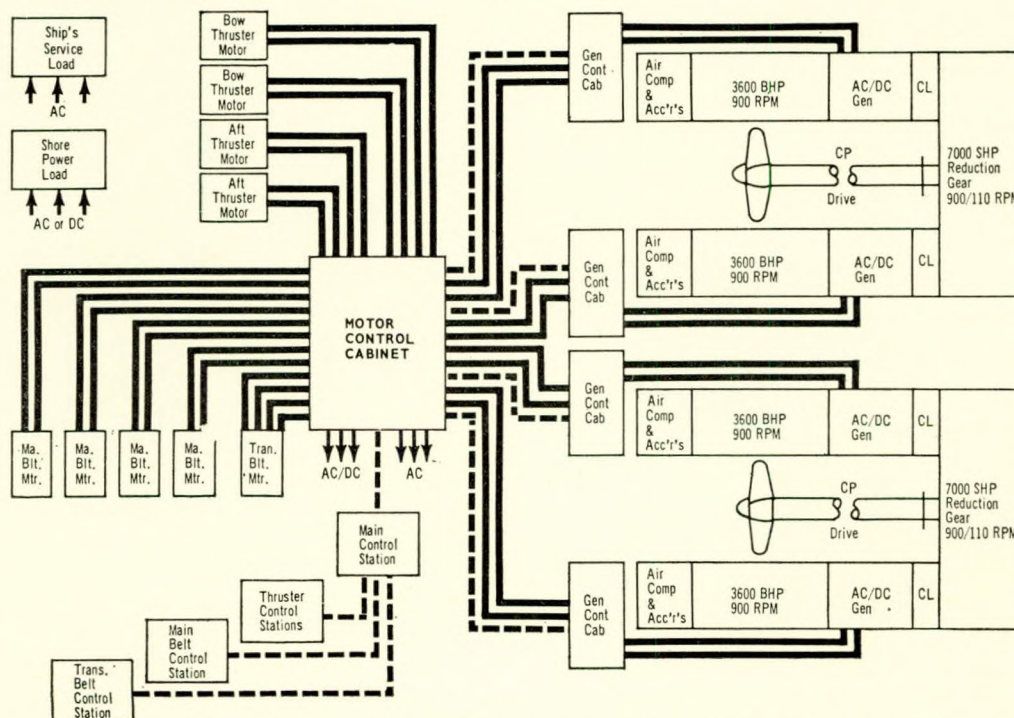 Ship's
Service
Load
AC
Shore
Power
Load
AC or DC
Bow
Thruster
Motor
Bow
Thruster
Motor
Aft
Thruster
Motor
Aft
Thruster
Motor
MOTOR
CONTROL
CABINET
Ma.
Blt.
Mtr.
Ma.
Blt.
Mtr.
Ma.
Blt.
Mtr.
Ma.
Blt.
Mtr.
Tran.
Blt.
Mtr.
AC/DC
AC
Main
Control
Station
Thruster
Control
Stations
Main
Belt
Control
Station
Trans.
Belt
Control
Station
Gen
Cont
Cab
Air
Comp
&
Acc'r's
3600 BHP
900 RPM
AC/DC
Gen
CL
CP
Drive
7000 SHP
Reduction
Gear
900/110 RPM
Gen
Cont
Cab
Air
Comp
&
Acc'r's
3600 BHP
900 RPM
AC/DC
Gen
CL
Gen
Cont
Cab
Air
Comp
&
Acc'r's
3600 BHP
900 RPM
AC/DC
Gen
CL
CP
Drive
7000 SHP
Reduction
Gear
900/110 RPM
Gen
Cont
Cab
Air
Comp
&
Acc'r's
3600 BHP
900 RPM
AC/DC
Gen
CL